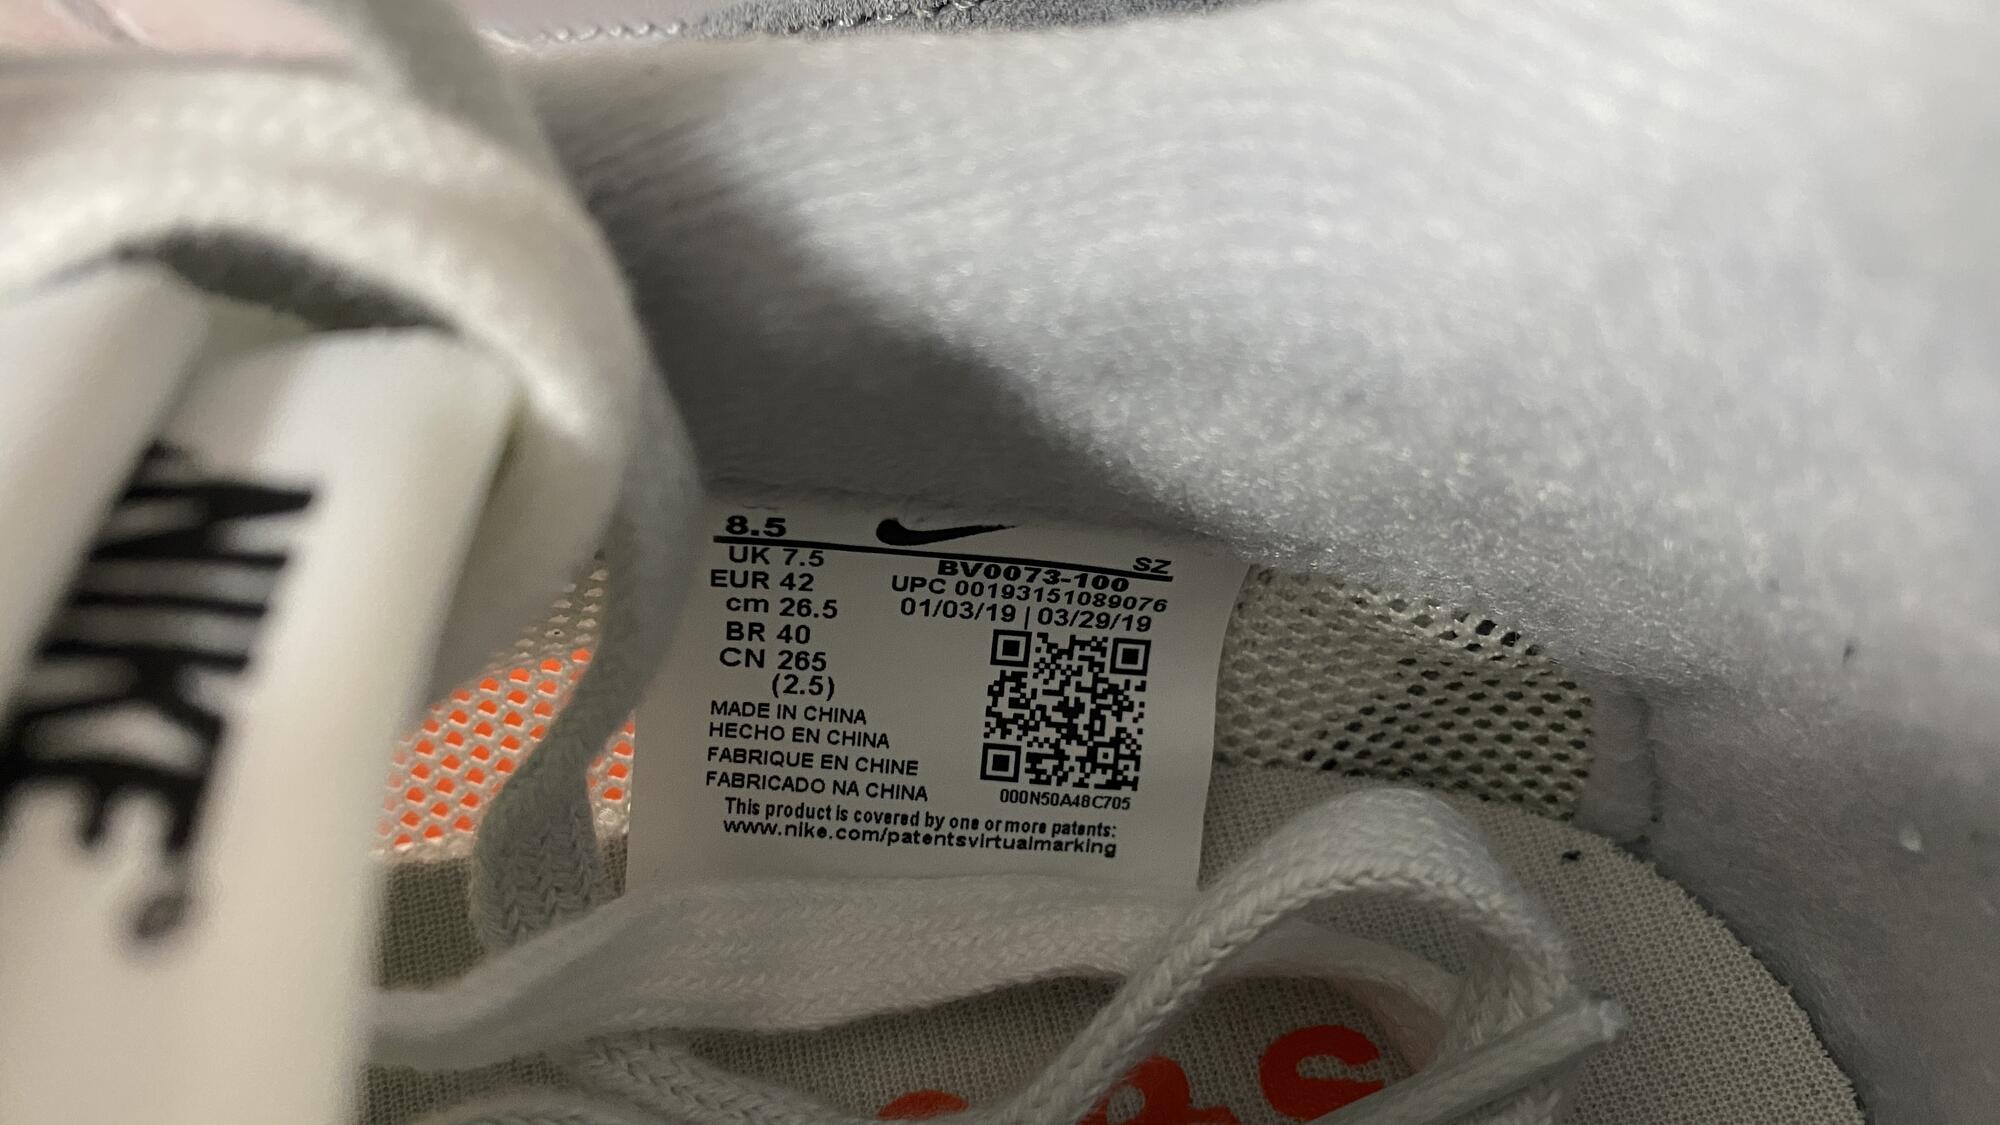 NIKE
8.5
UK 7.5
EUR 42
cm 26.5
BR 40
CN 265
(2.5)
SZ
BV0073-100
UPC 00193151089076
01/03/19 | 03/29/19
000N50A48C705
MADE IN CHINA
HECHO EN CHINA
FABRIQUE EN CHINE
FABRICADO NA CHINA
This product is covered by one or more patents:
www.nike.com/patentsvirtualmarking